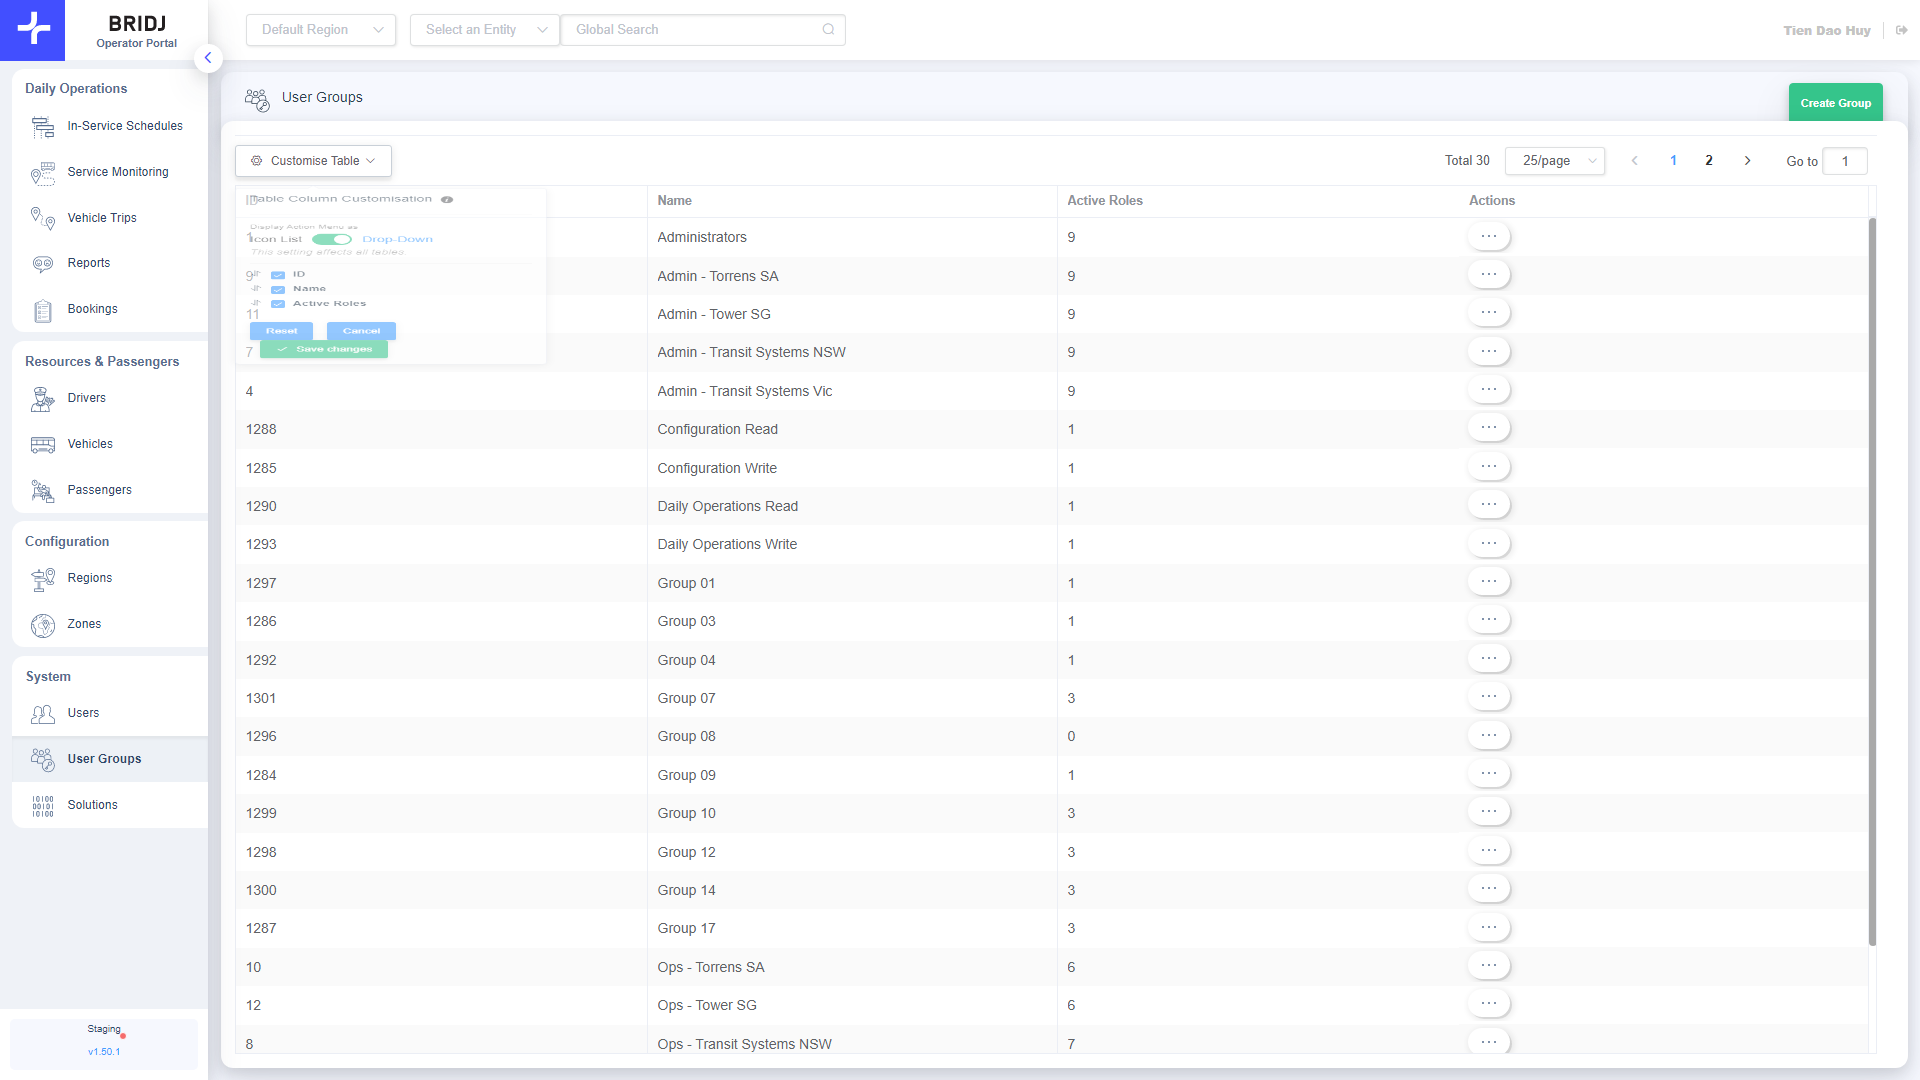 BRIDJ
Operator Portal
Default Region
Select an Entity
Global Search
Tien Dao Huy
Daily Operations
In-Service Schedules
Service Monitoring
Vehicle Trips
Reports
Bookings
Resources & Passengers
Drivers
Vehicles
Passengers
Configuration
Regions
Zones
System
Users
User Groups
Solutions
Staging
v1.50.1
User Groups
Create Group
Customise Table
Total 30
25/page
1
2
Go to
1
ID
Name
Active Roles
Actions
Table Column Customisation
Display Action Menu as
Icon List
Drop-Down
This setting effects all tables.
ID
Name
Active Roles
Reset
Cancel
Save changes
1 Administrators 9
9 Admin - Torrens SA 9
11 Admin - Tower SG 9
7 Admin - Transit Systems NSW 9
4 Admin - Transit Systems Vic 9
1288 Configuration Read 1
1285 Configuration Write 1
1290 Daily Operations Read 1
1293 Daily Operations Write 1
1297 Group 01 1
1286 Group 03 1
1292 Group 04 1
1301 Group 07 3
1296 Group 08 0
1284 Group 09 1
1299 Group 10 3
1298 Group 12 3
1300 Group 14 3
1287 Group 17 3
10 Ops - Torrens SA 6
12 Ops - Tower SG 6
8 Ops - Transit Systems NSW 7